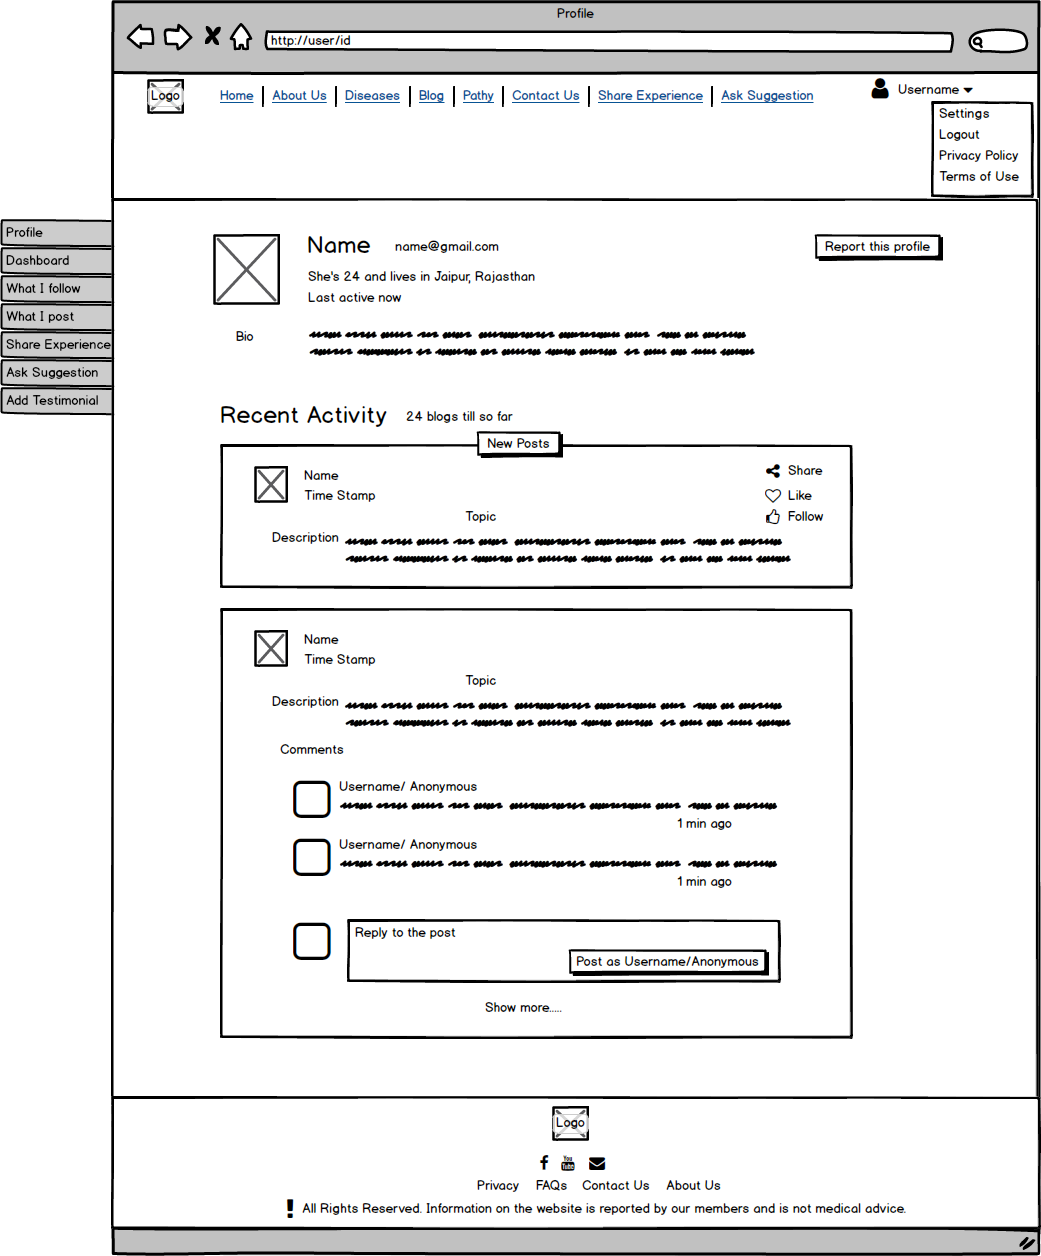 Profile
http://user/id
Logo
Home
About Us
Diseases
Blog
Pathy
Contact Us
Share Experience
Ask Suggestion
Username
Settings
Logout
Privacy Policy
Terms of Use
Profile
Dashboard
What I follow
What I post
Share Experience
Ask Suggestion
Add Testimonial
Name name@gmail.com
Report this profile
She's 24 and lives in Jaipur, Rajasthan
Last active now
Bio
Recent Activity 24 blogs till so far
New Posts
Name
Time Stamp
Share
Like
Follow
Topic
Description
Name
Time Stamp
Topic
Description
Comments
Username/ Anonymous
1 min ago
Username/ Anonymous
1 min ago
Reply to the post
Post as Username/Anonymous
Show more.....
Logo
f You Tube
Privacy FAQs Contact Us About Us
! All Rights Reserved. Information on the website is reported by our members and is not medical advice.